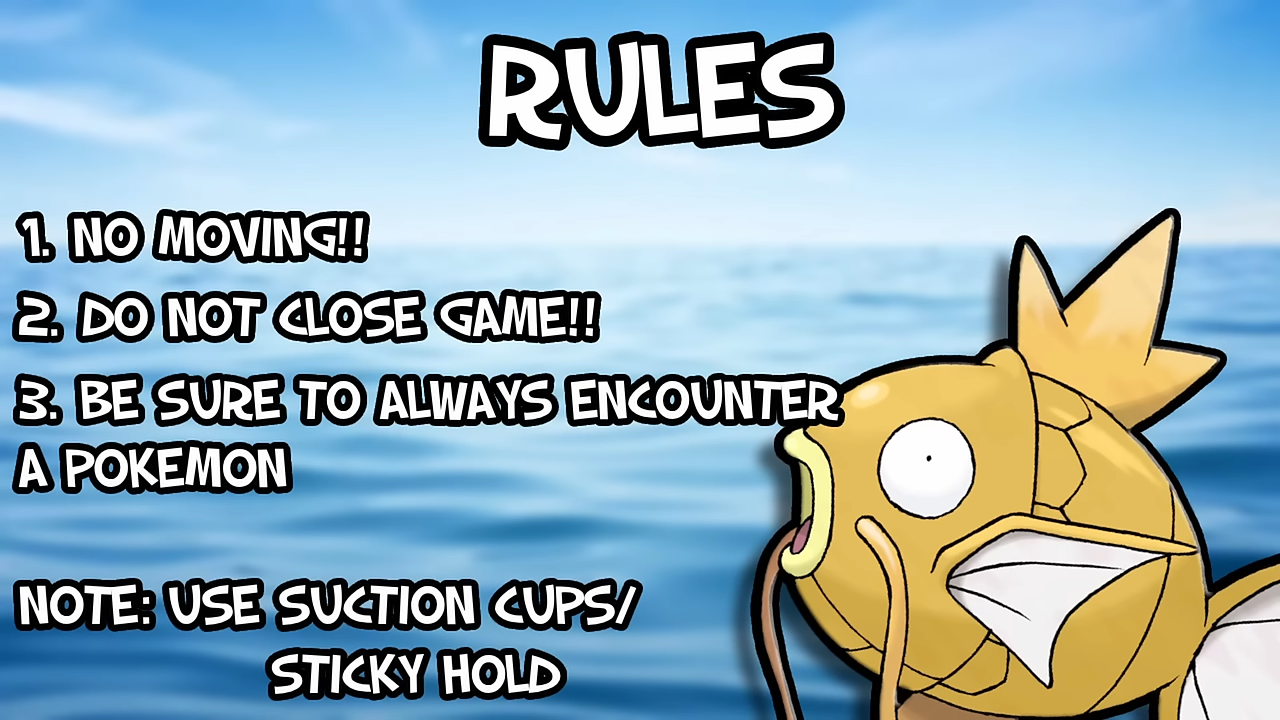 RULES
1. NO MOVING!!
2. DO NOT CLOSE GAME!!
3. BE SURE TO ALWAYS ENCOUNTER
A POKEMON
NOTE: USE SUCTION CUPS/
STICKY HOLD